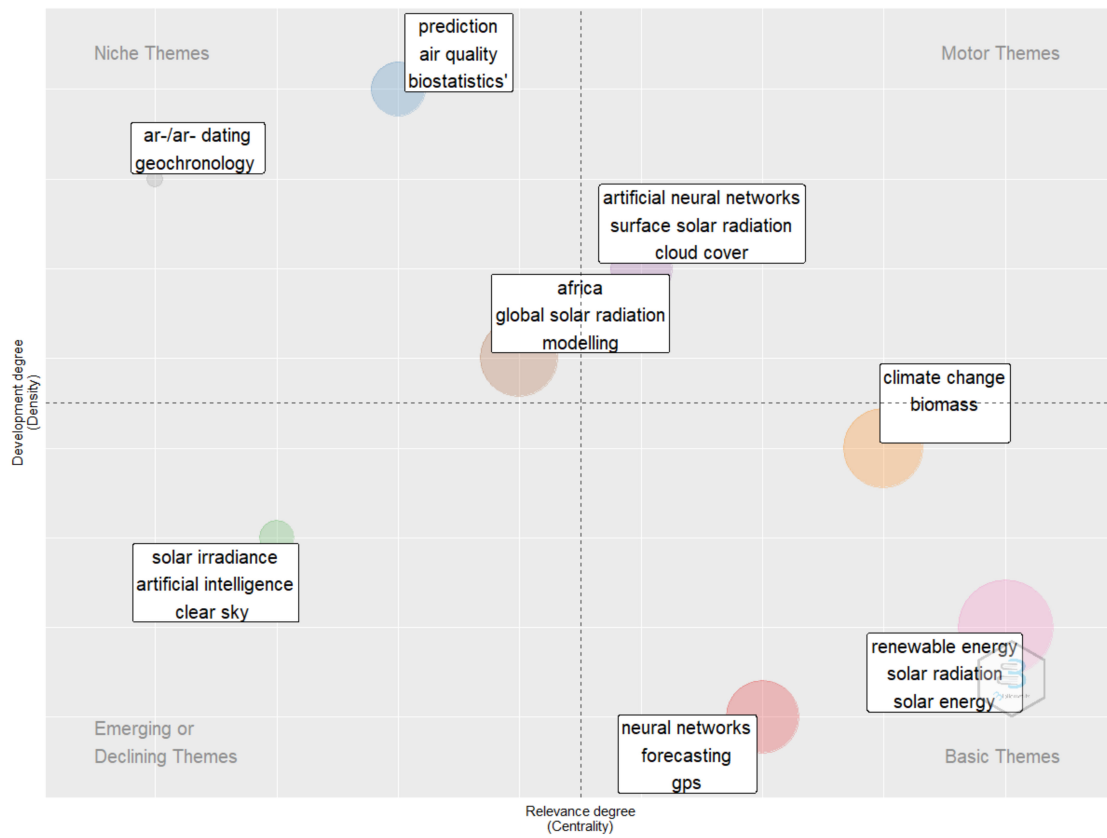 prediction
air quality
biostatistics'
Niche Themes
Motor Themes
ar-/ar- dating
geochronology
artificial neural networks
surface solar radiation
cloud cover
africa
global solar radiation
modelling
climate change
biomass
Development degree
(Density)
solar irradiance
artificial intelligence
clear sky
renewable energy
solar radiation
solar energy
neural networks
forecasting
gps
Emerging or
Declining Themes
Basic Themes
Relevance degree
(Centrality)